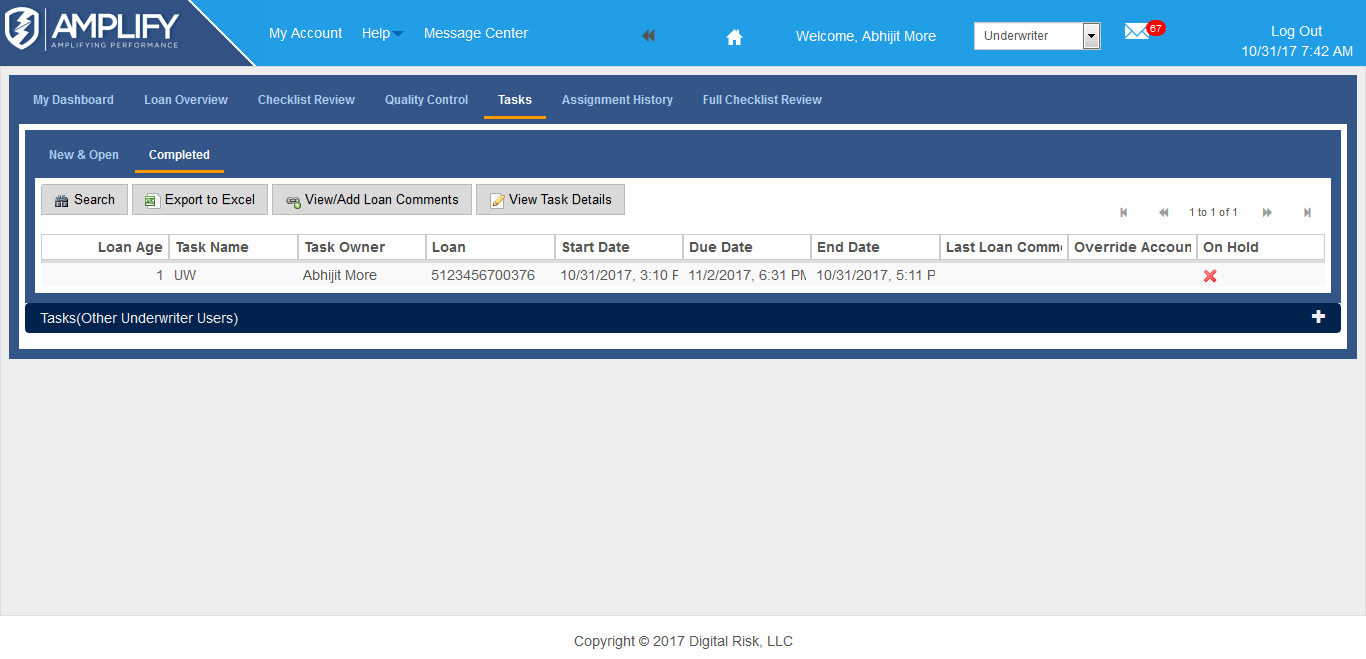 AMPLIFY
AMPLIFYING PERFORMANCE
My Account Help Message Center Welcome, Abhijit More Underwriter 67 Log Out
10/31/17 7:42 AM
My Dashboard Loan Overview Checklist Review Quality Control Tasks Assignment History Full Checklist Review
New & Open Completed
Search Export to Excel View/Add Loan Comments View Task Details
1 to 1 of 1
Loan Age Task Name Task Owner Loan Start Date Due Date End Date Last Loan Comme Override Accoun On Hold
1 UW Abhijit More 5123456700376 10/31/2017, 3:10 P 11/2/2017, 6:31 PM 10/31/2017, 5:11 P
Tasks(Other Underwriter Users)
Copyright © 2017 Digital Risk, LLC